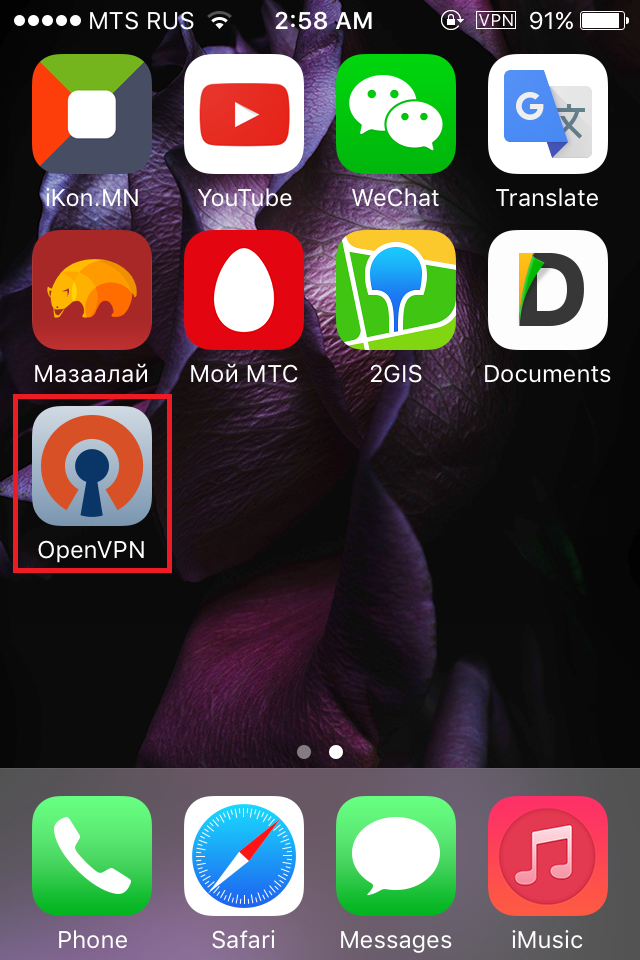 MTS RUS 2:58 AM VPN 91%
iKon.MN YouTube WeChat Translate
G 文
Мазаалай Мой МТС 2GIS Documents
D
OpenVPN
Phone Safari Messages iMusic